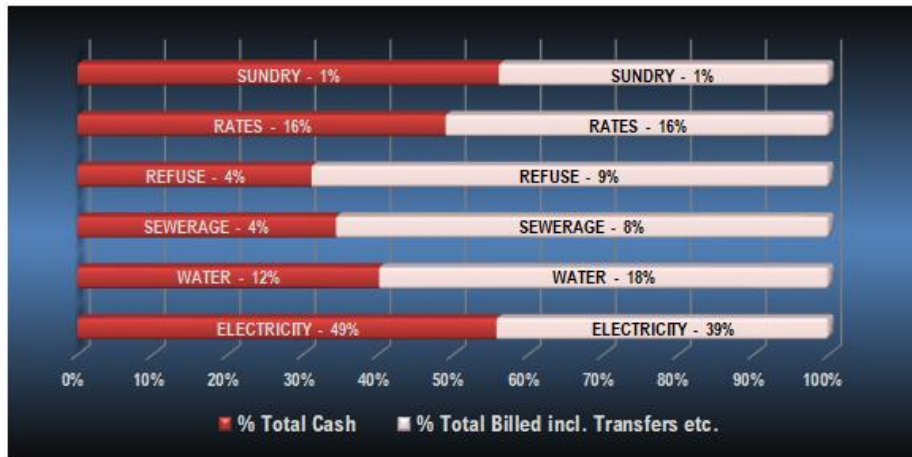 SUNDRY - 1% SUNDRY - 1%
RATES - 16% RATES - 16%
REFUSE - 4% REFUSE - 9%
SEWERAGE - 4% SEWERAGE - 8%
WATER - 12% WATER - 18%
ELECTRICITY - 49% ELECTRICITY - 39%
0% 10% 20% 30% 40% 50% 60% 70% 80% 90% 100%
% Total Cash % Total Billed incl. Transfers etc.